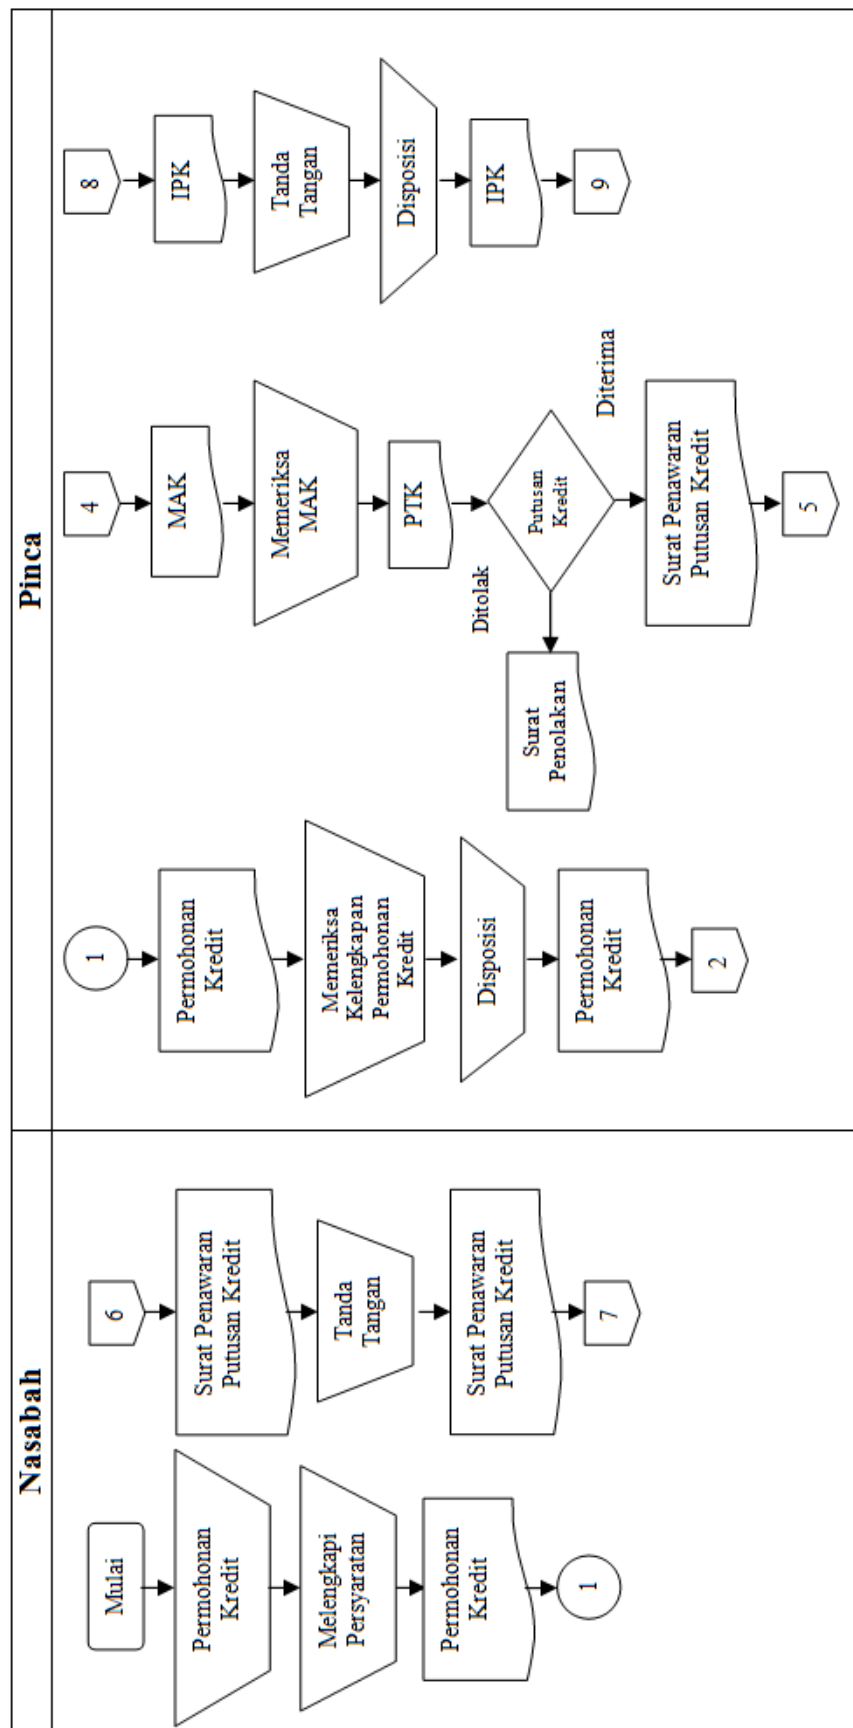 Nasabah
Mulai
Permohonan
Kredit
Melengkapi
Persyaratan
Permohonan
Kredit
1
6
Surat Penawaran
Putusan Kredit
Tanda
Tangan
Surat Penawaran
Putusan Kredit
7
Pinca
1
Permohonan
Kredit
Memeriksa
Kelengkapan
Permohonan
Kredit
Disposisi
Permohonan
Kredit
2
4
MAK
Memeriksa
MAK
PTK
Putusan
Kredit
Ditolak
Surat
Penolakan
Diterima
Surat Penawaran
Putusan Kredit
5
8
IPK
Tanda
Tangan
Disposisi
IPK
9